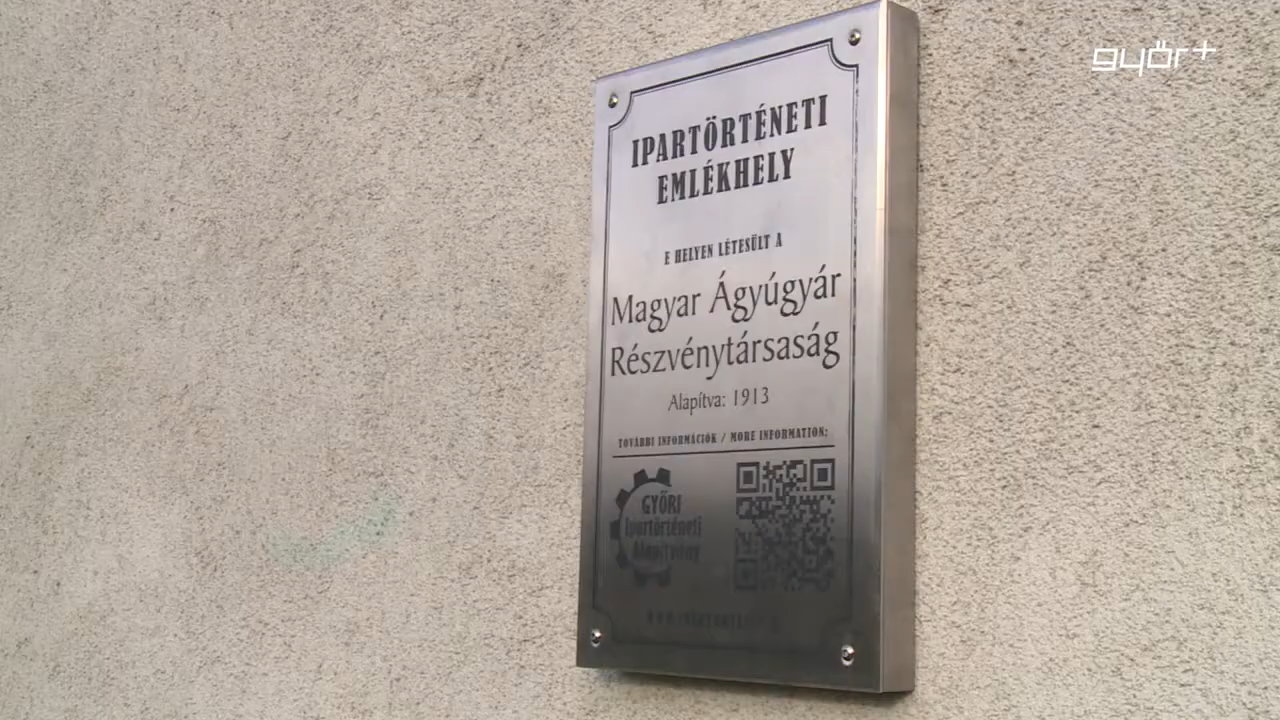 győr+
IPARTÖRTÉNETI
EMLÉKHELY
E HELYEN LÉTESÜLT A
Magyar Ágyúgyár
Részvénytársaság
Alapítva: 1913
TOVÁBBI INFORMÁCIÓK / MORE INFORMATION:
GYŐRI
Ipartörténeti
Alapítvány